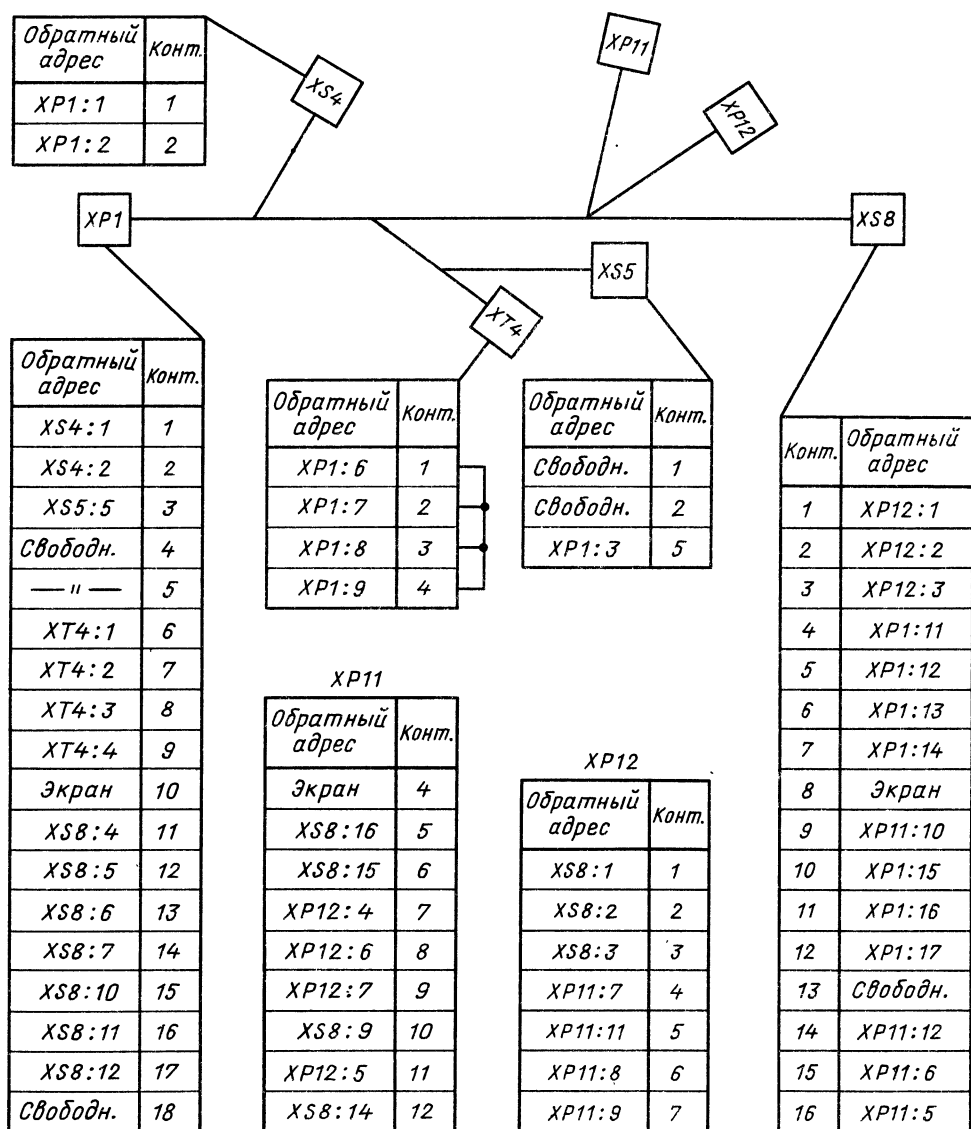 Обратный адрес Конт.
XP1:1 1
XP1:2 2
XS4
XP11
XP12
XP1
XS8
XS5
XT4
Обратный адрес Конт.
XS4:1 1
XS4:2 2
XS5:5 3
Свободн. 4
—〃— 5
XT4:1 6
XT4:2 7
XT4:3 8
XT4:4 9
Экран 10
XS8:4 11
XS8:5 12
XS8:6 13
XS8:7 14
XS8:10 15
XS8:11 16
XS8:12 17
Свободн. 18
Обратный адрес Конт.
XP1:6 1
XP1:7 2
XP1:8 3
XP1:9 4
Обратный адрес Конт.
Свободн. 1
Свободн. 2
XP1:3 5
XP11
Обратный адрес Конт.
Экран 4
XS8:16 5
XS8:15 6
XP12:4 7
XP12:6 8
XP12:7 9
XS8:9 10
XP12:5 11
XS8:14 12
XP12
Обратный адрес Конт.
XS8:1 1
XS8:2 2
XS8:3 3
XP11:7 4
XP11:11 5
XP11:8 6
XP11:9 7
Конт. Обратный адрес
1 XP12:1
2 XP12:2
3 XP12:3
4 XP1:11
5 XP1:12
6 XP1:13
7 XP1:14
8 Экран
9 XP11:10
10 XP1:15
11 XP1:16
12 XP1:17
13 Свободн.
14 XP11:12
15 XP11:6
16 XP11:5